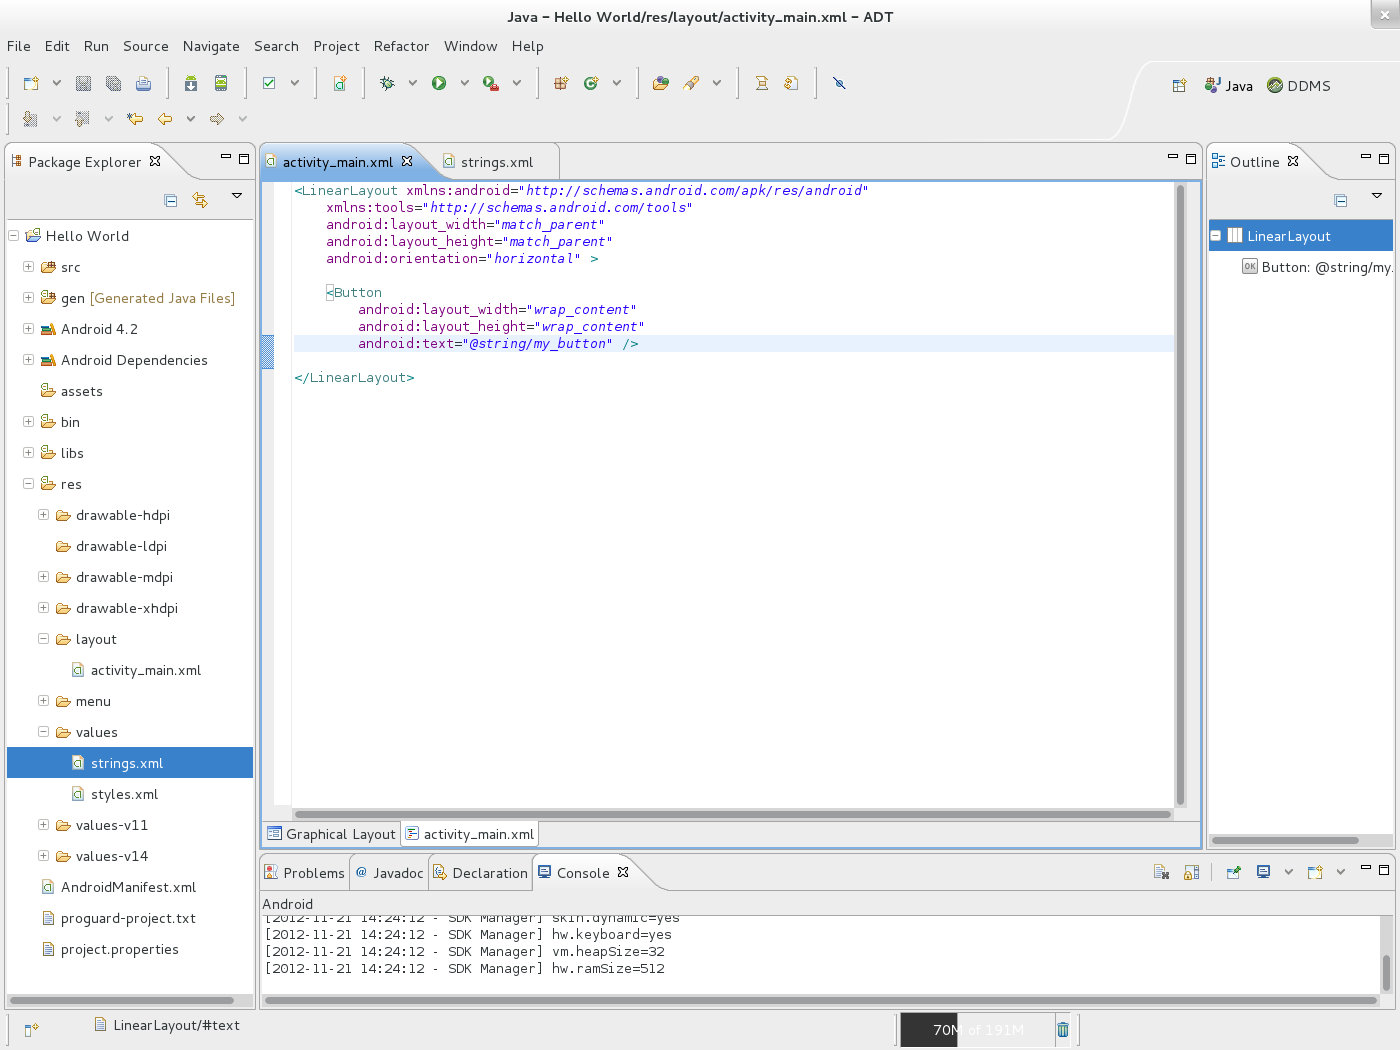 Java – Hello World/res/layout/activity_main.xml – ADT
File Edit Run Source Navigate Search Project Refactor Window Help
Java DDMS
Package Explorer
Hello World
src
gen [Generated Java Files]
Android 4.2
Android Dependencies
assets
bin
libs
res
drawable-hdpi
drawable-ldpi
drawable-mdpi
drawable-xhdpi
layout
activity_main.xml
menu
values
strings.xml
styles.xml
values-v11
values-v14
AndroidManifest.xml
proguard-project.txt
project.properties
activity_main.xml strings.xml
<LinearLayout xmlns:android="http://schemas.android.com/apk/res/android"
    xmlns:tools="http://schemas.android.com/tools"
    android:layout_width="match_parent"
    android:layout_height="match_parent"
    android:orientation="horizontal" >
    <Button
        android:layout_width="wrap_content"
        android:layout_height="wrap_content"
        android:text="@string/my_button" />
</LinearLayout>
Graphical Layout activity_main.xml
Outline
LinearLayout
OK Button: @string/my.
Problems @ Javadoc Declaration Console
Android
[2012-11-21 14:24:12 - SDK Manager] skin.dynamic=yes
[2012-11-21 14:24:12 - SDK Manager] hw.keyboard=yes
[2012-11-21 14:24:12 - SDK Manager] vm.heapSize=32
[2012-11-21 14:24:12 - SDK Manager] hw.ramSize=512
LinearLayout/#text
70M of 191M